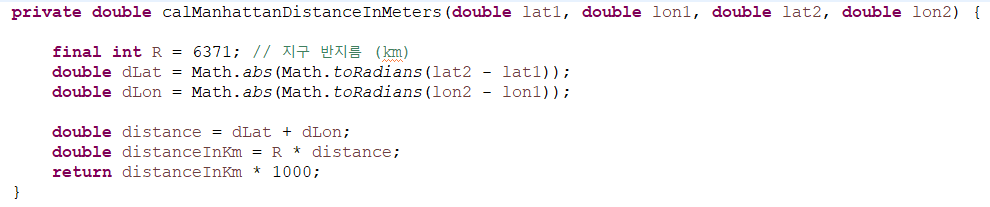 private double calManhattanDistanceInMeters(double lat1, double lon1, double lat2, double lon2) {
final int R = 6371; // 지구 반지름 (km)
double dLat = Math.abs(Math.toRadians(lat2 - lat1));
double dLon = Math.abs(Math.toRadians(lon2 - lon1));
double distance = dLat + dLon;
double distanceInKm = R * distance;
return distanceInKm * 1000;
}